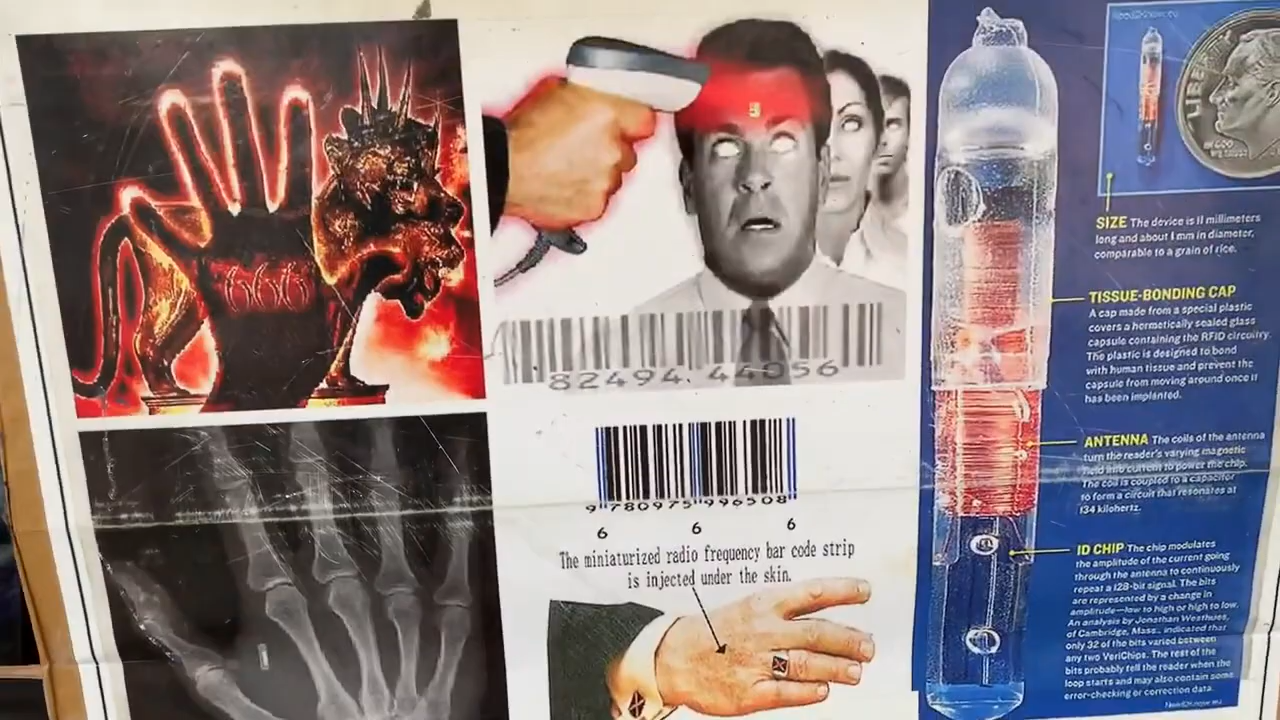 666
5
82494. 44056
9 780975 996508
6 6 6
The miniaturized radio frequency bar code strip
is injected under the skin.
Need2Know.eu
LIBERTY
IN GOD
WE TRUST
SIZE The device is 11 millimeters
long and about 1 mm in diameter,
comparable to a grain of rice.
TISSUE-BONDING CAP
A cap made from a special plastic
covers a hermetically sealed glass
capsule containing the RFID circuitry.
The plastic is designed to bond
with human tissue and prevent the
capsule from moving around once it
has been implanted.
ANTENNA The coils of the antenna
turn the reader's varying magnetic
field into current to power the chip.
The coil is coupled to a capacitor
to form a circuit that resonates at
134 kilohertz.
ID CHIP The chip modulates
the amplitude of the current going
through the antenna to continuously
repeat a 128-bit signal. The bits
are represented by a change in
amplitude—low to high or high to low.
An analysis by Jonathan Westhues,
of Cambridge, Mass., indicated that
only 32 of the bits varied between
any two VeriChips. The rest of the
bits probably tell the reader when the
loop starts and may also contain some
error-checking or correction data.
Need2Know.eu